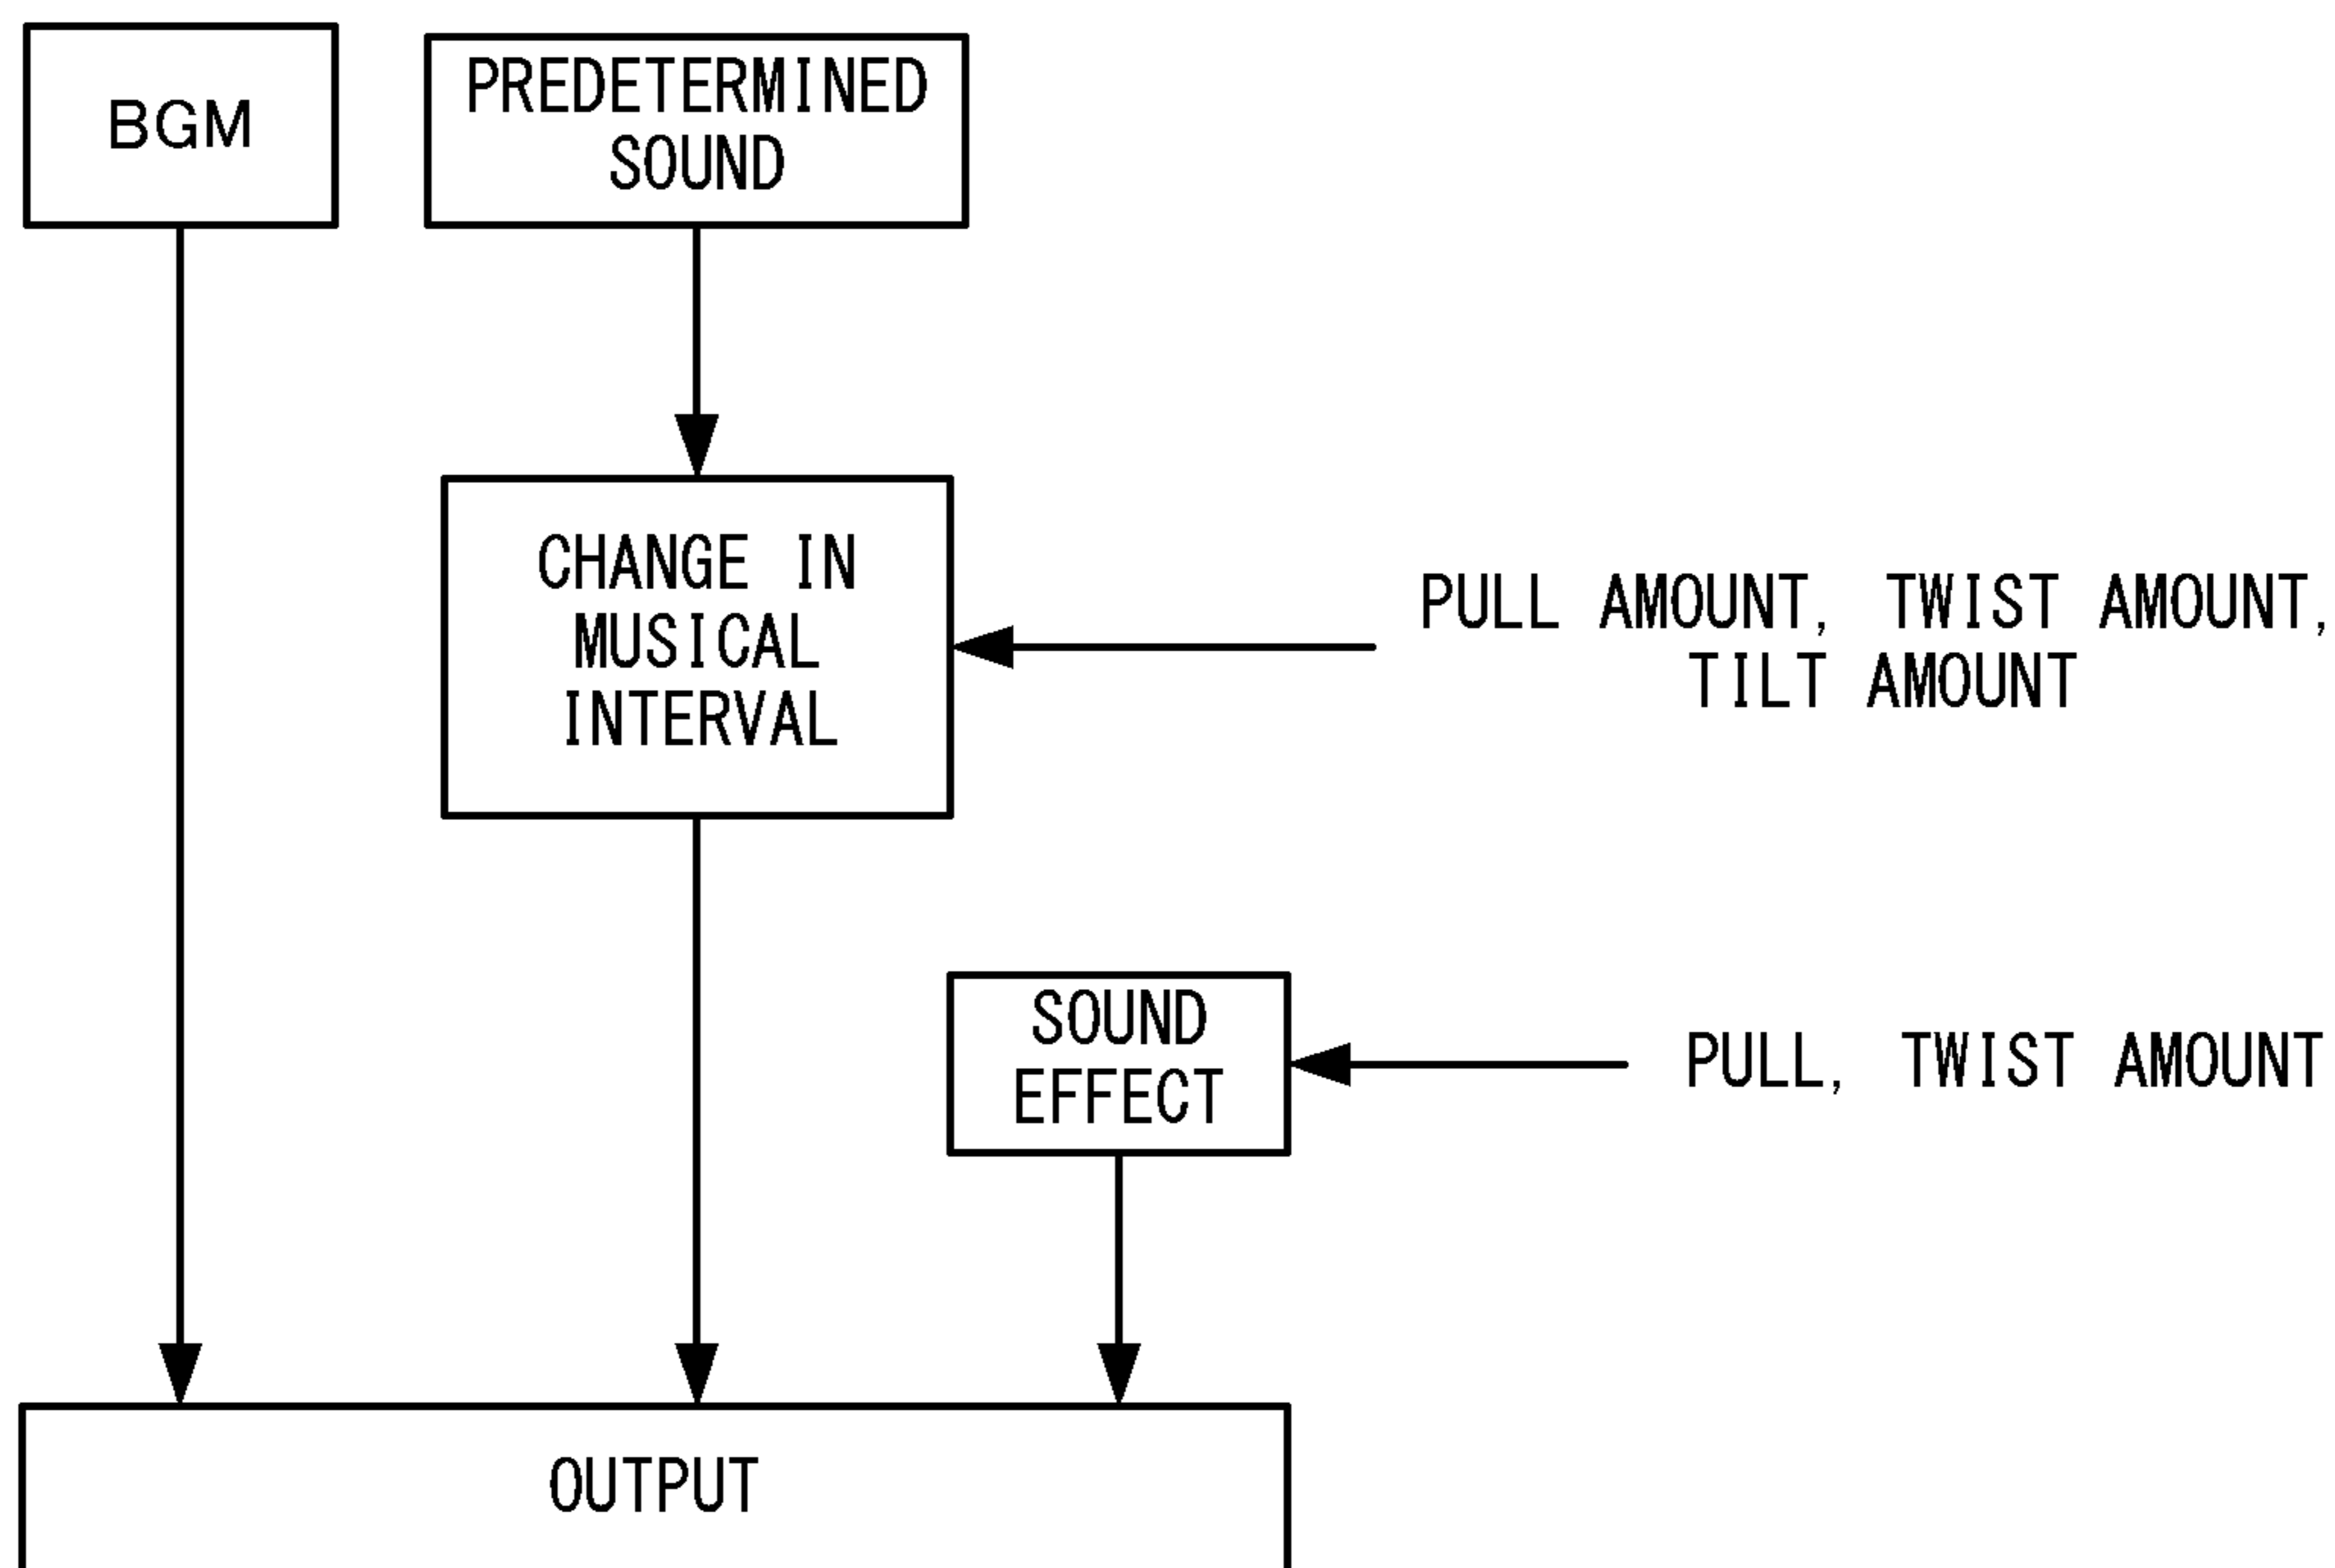 BGM
PREDETERMINED
SOUND
CHANGE IN
MUSICAL
INTERVAL
PULL AMOUNT, TWIST AMOUNT,
TILT AMOUNT
SOUND
EFFECT
PULL, TWIST AMOUNT
OUTPUT